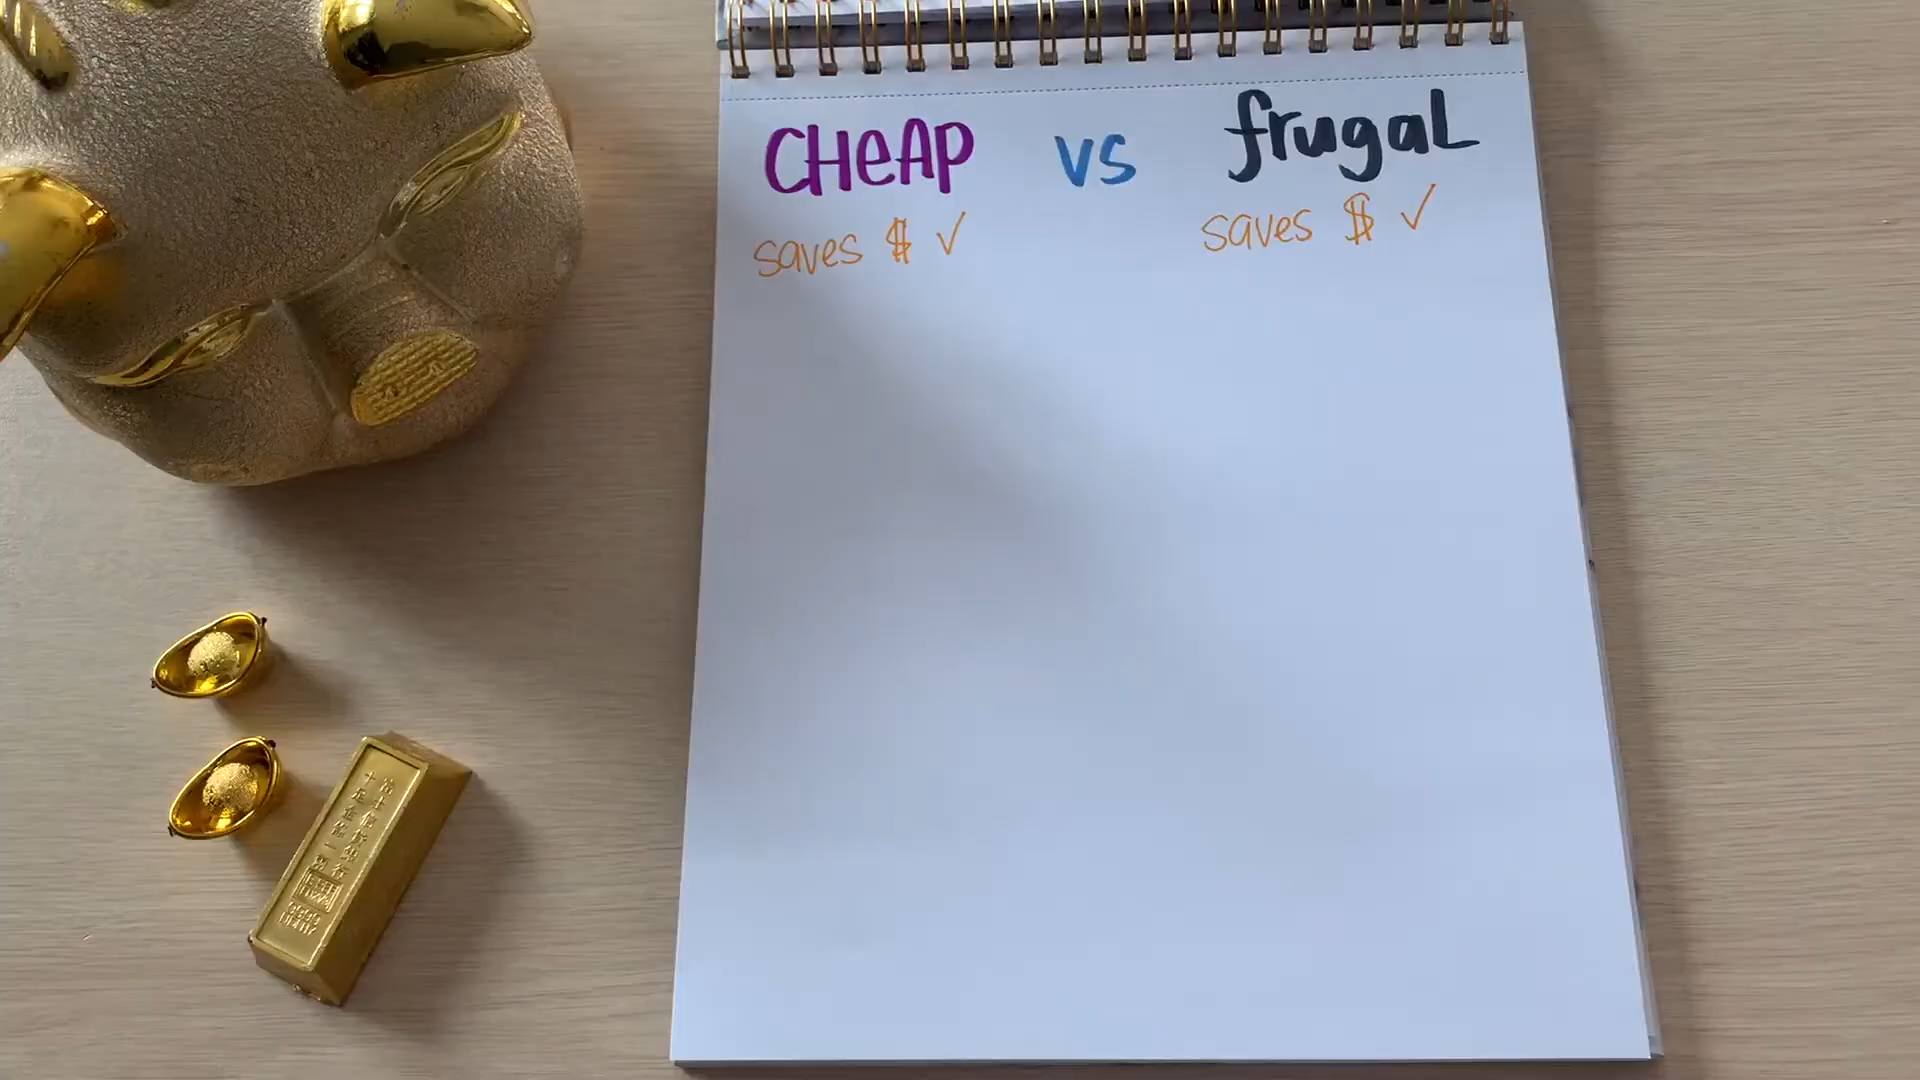 CHeAP vs frugaL
saves $ ✓ saves $ ✓